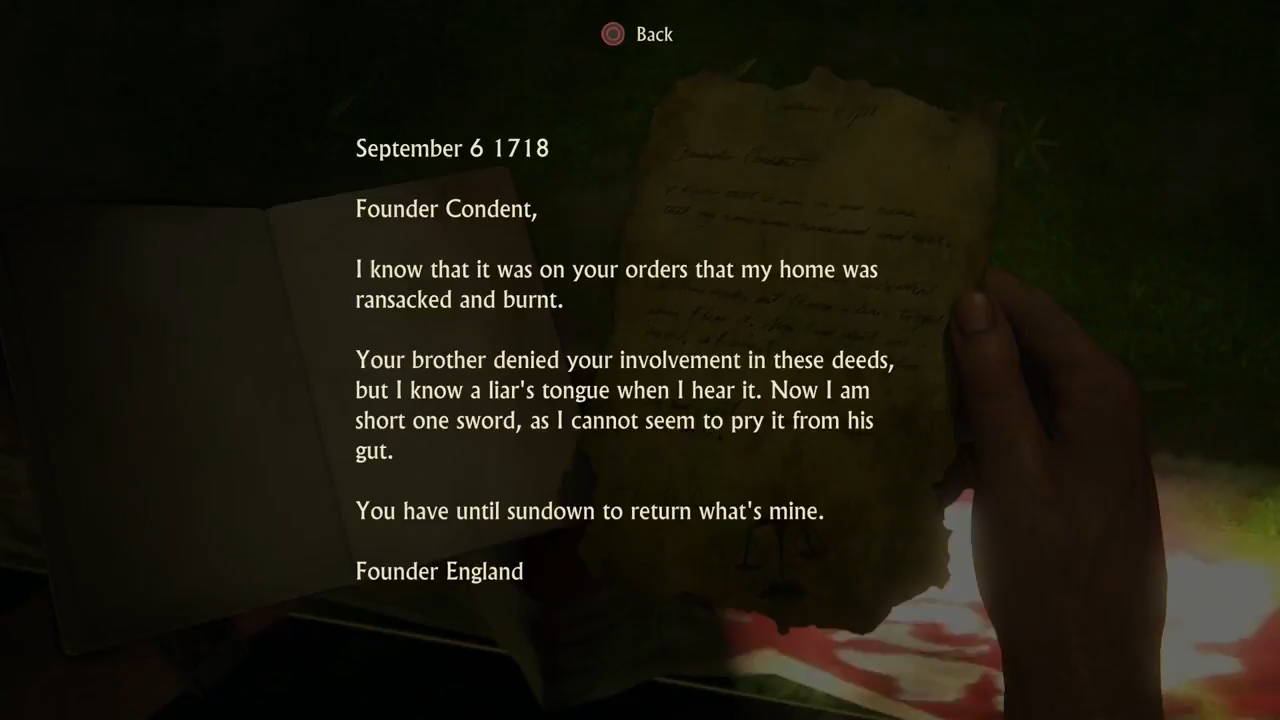 Back
September 6 1718
Founder Condent,
I know that it was on your orders that my home was
ransacked and burnt.
Your brother denied your involvement in these deeds,
but I know a liar's tongue when I hear it. Now I am
short one sword, as I cannot seem to pry it from his
gut.
You have until sundown to return what's mine.
Founder England